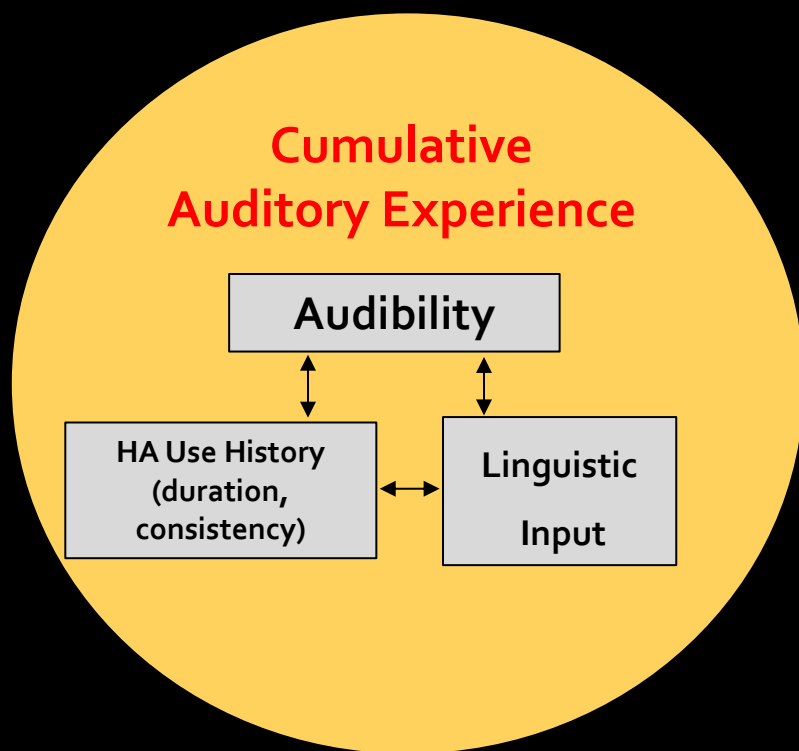 Cumulative
Auditory Experience
Audibility
HA Use History
(duration,
consistency)
Linguistic
Input